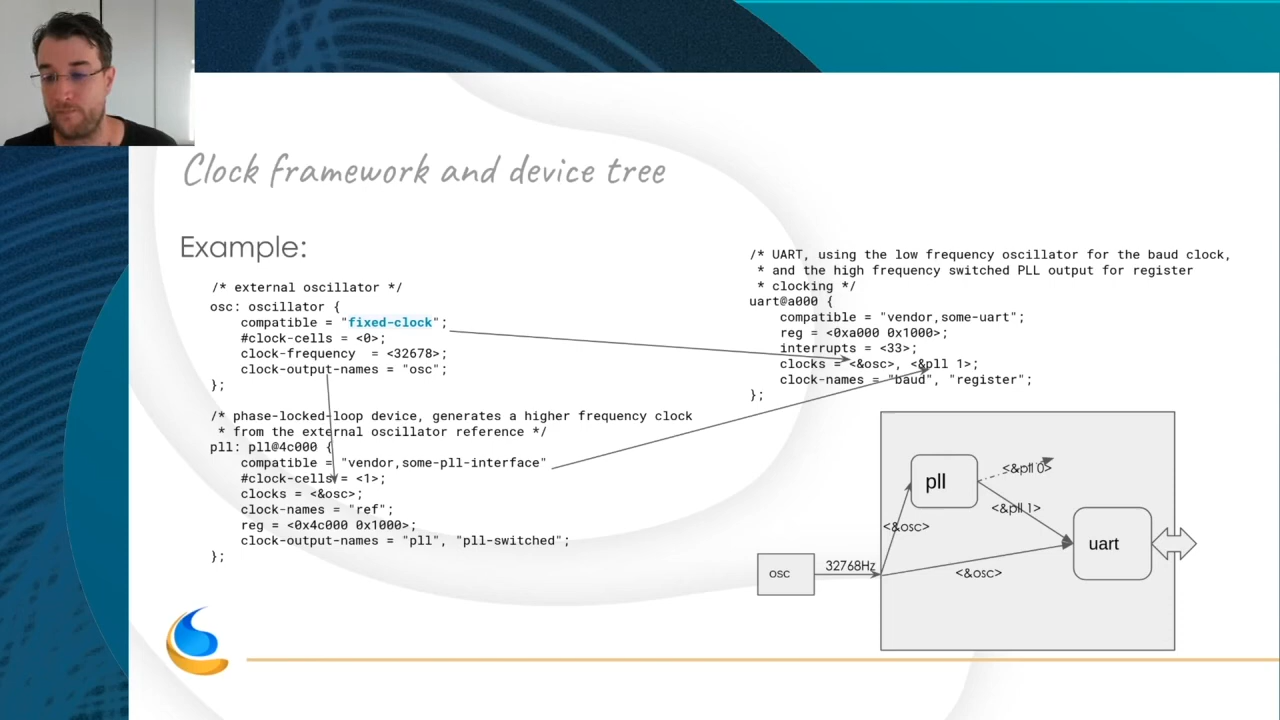 Clock framework and device tree
Example:
/* external oscillator */
osc: oscillator {
compatible = "fixed-clock";
#clock-cells = <0>;
clock-frequency  = <32678>;
clock-output-names = "osc";
};
/* phase-locked-loop device, generates a higher frequency clock
* from the external oscillator reference */
pll: pll@4c000 {
compatible = "vendor,some-pll-interface"
#clock-cells = <1>;
clocks = <&osc>;
clock-names = "ref";
reg = <0x4c000 0x1000>;
clock-output-names = "pll", "pll-switched";
};
/* UART, using the low frequency oscillator for the baud clock,
* and the high frequency switched PLL output for register
* clocking */
uart@a000 {
compatible = "vendor,some-uart";
reg = <0xa000 0x1000>;
interrupts = <33>;
clocks = <&osc>, <&pll 1>;
clock-names = "baud", "register";
};
pll
<&pll 0>
<&pll 1>
<&osc>
uart
osc
32768Hz
<&osc>